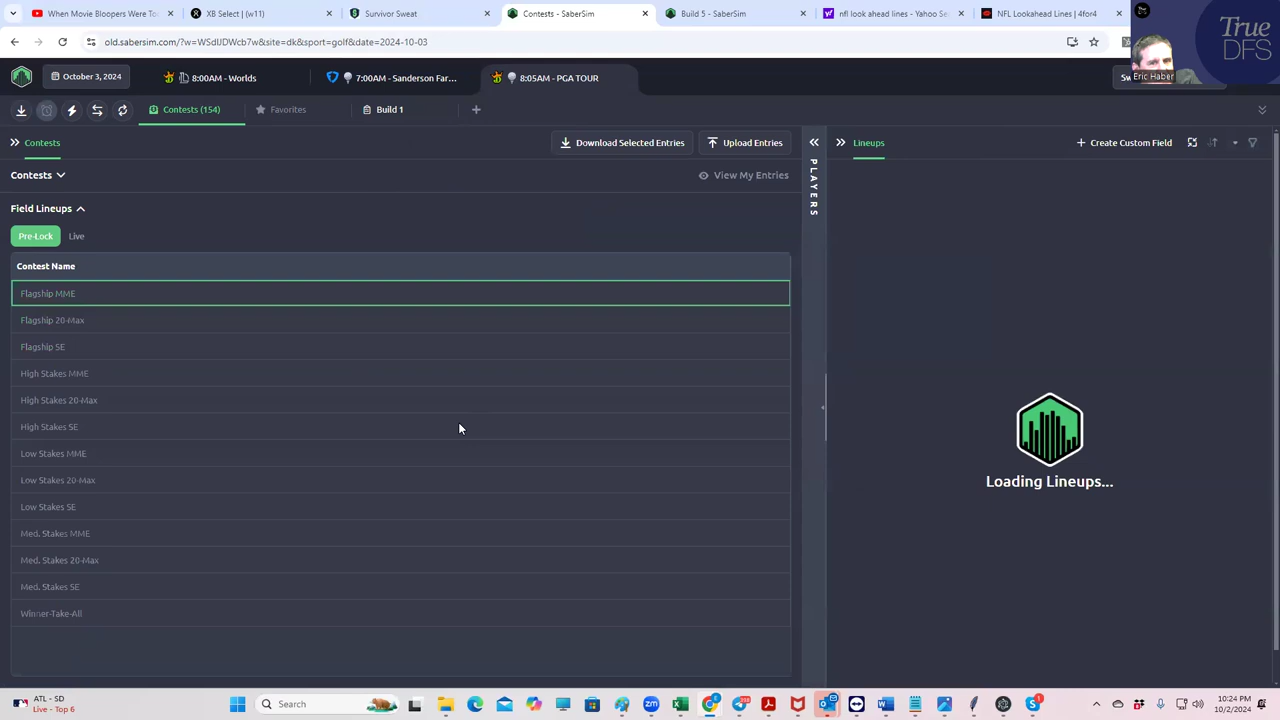 When Movie Bloopers Were Too
XB Select | (w11)
Survivor Sweat
Contests - SaberSim
Build 5 - SaberSim
nfl look ahead lines - Yahoo Se
NFL Lookahead Lines | 4for4
old.sabersim.com/?w=WSdlJDWcb7w&site=dk&sport=golf&date=2024-10-03
True
DFS
Eric Haber
October 3, 2024
8:00AM - Worlds
7:00AM - Sanderson Far...
8:05AM - PGA TOUR
Contests (154)
Favorites
Build 1
Contests
Download Selected Entries
Upload Entries
PLAYERS
Lineups
Create Custom Field
Contests
View My Entries
Field Lineups
Pre-Lock
Live
Contest Name
Flagship MME
Flagship 20-Max
Flagship SE
High Stakes MME
High Stakes 20-Max
High Stakes SE
Low Stakes MME
Low Stakes 20-Max
Low Stakes SE
Med. Stakes MME
Med. Stakes 20-Max
Med. Stakes SE
Winner-Take-All
Loading Lineups...
ATL - SD
Live - Top 6
Search
10:24 PM
10/2/2024